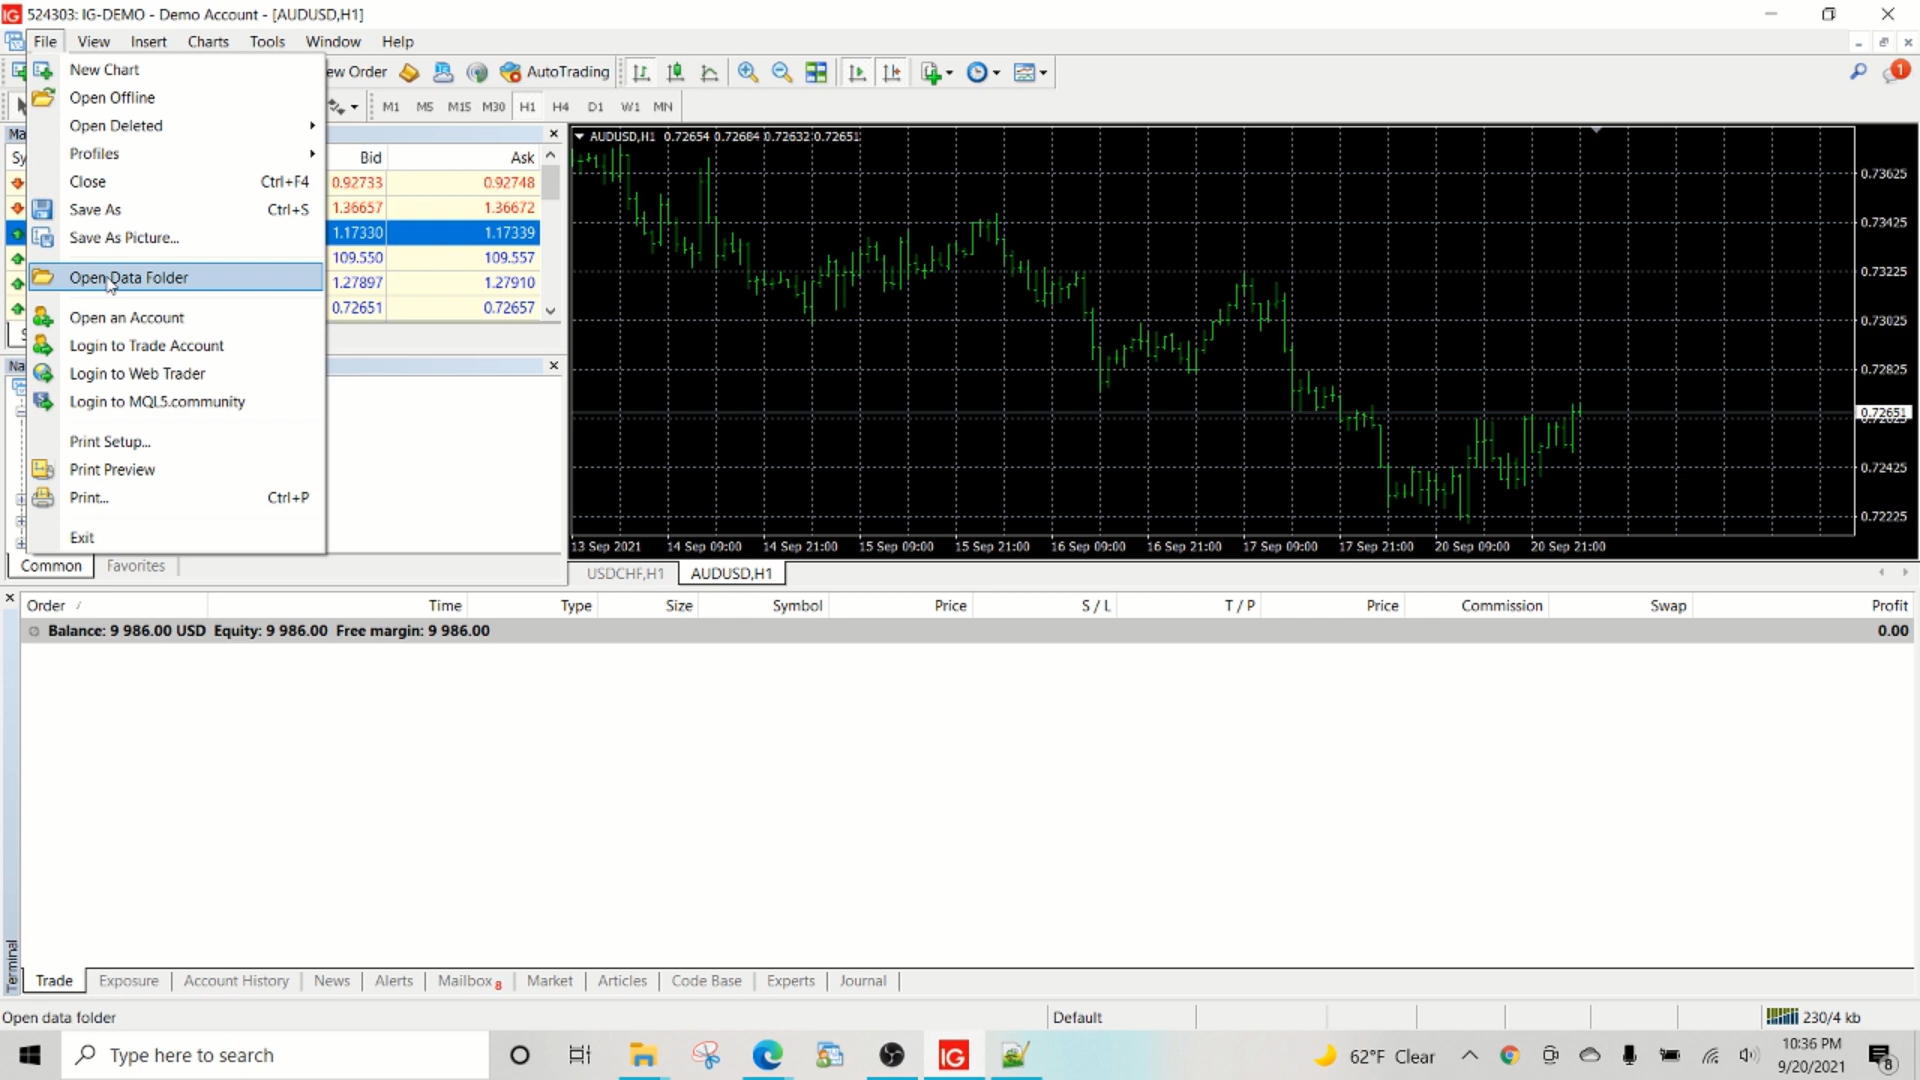 IG 524303: IG-DEMO - Demo Account - [AUDUSD,H1]
File View Insert Charts Tools Window Help
New Chart
Open Offline
Open Deleted
Profiles
Close Ctrl+F4
Save As Ctrl+S
Save As Picture...
Open Data Folder
Open an Account
Login to Trade Account
Login to Web Trader
Login to MQL5.community
Print Setup...
Print Preview
Print... Ctrl+P
Exit
ew Order AutoTrading 1
M1 M5 M15 M30 H1 H4 D1 W1 MN
Ma
Sy Bid Ask
0.92733 0.92748
1.36657 1.36672
1.17330 1.17339
109.550 109.557
1.27897 1.27910
0.72651 0.72657
Na
Common Favorites
AUDUSD,H1 0.72654 0.72684 0.72632 0.72651
0.73625
0.73425
0.73225
0.73025
0.72825
0.72651
0.72425
0.72225
13 Sep 2021 14 Sep 09:00 14 Sep 21:00 15 Sep 09:00 15 Sep 21:00 16 Sep 09:00 16 Sep 21:00 17 Sep 09:00 17 Sep 21:00 20 Sep 09:00 20 Sep 21:00
USDCHF,H1 AUDUSD,H1
Order / Time Type Size Symbol Price S / L T / P Price Commission Swap Profit
Balance: 9 986.00 USD Equity: 9 986.00 Free margin: 9 986.00 0.00
Terminal
Trade Exposure Account History News Alerts Mailbox 8 Market Articles Code Base Experts Journal
Open data folder Default 230/4 kb
Type here to search IG 62°F Clear 10:36 PM
9/20/2021 8